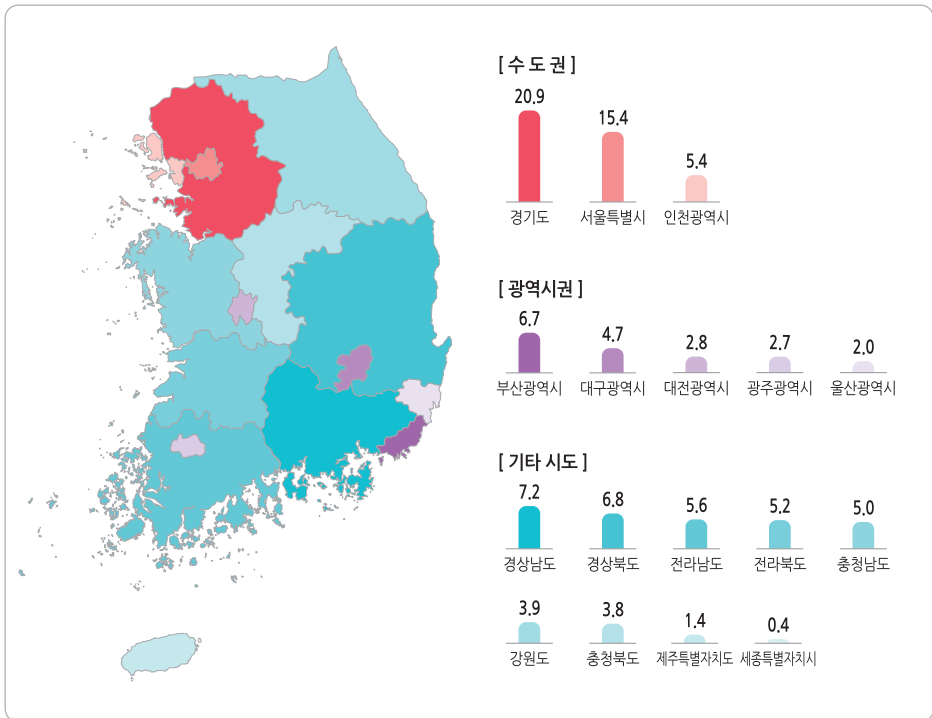 [ 수 도 권 ]
20.9
15.4
5.4
경기도
서울특별시
인천광역시
[ 광역시권 ]
6.7
4.7
2.8
2.7
2.0
부산광역시
대구광역시
대전광역시
광주광역시
울산광역시
[ 기타 시도 ]
7.2
6.8
5.6
5.2
5.0
경상남도
경상북도
전라남도
전라북도
충청남도
3.9
3.8
1.4
0.4
강원도
충청북도
제주특별자치도
세종특별자치시